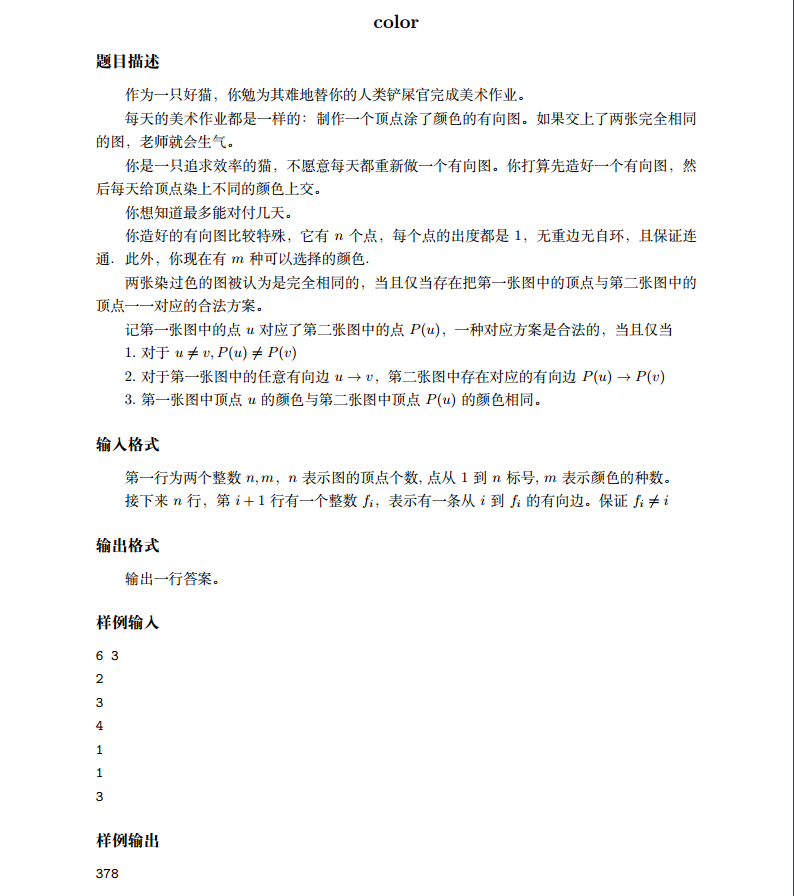 color
题目描述
作为一只好猫，你勉为其难地替你的人类铲屎官完成美术作业。
每天的美术作业都是一样的：制作一个顶点涂了颜色的有向图。如果交上了两张完全相同
的图，老师就会生气。
你是一只追求效率的猫，不愿意每天都重新做一个有向图。你打算先造好一个有向图，然
后每天给顶点染上不同的颜色上交。
你想知道最多能对付几天。
你造好的有向图比较特殊，它有 n 个点，每个点的出度都是 1，无重边无自环，且保证连
通．此外，你现在有 m 种可以选择的颜色.
两张染过色的图被认为是完全相同的，当且仅当存在把第一张图中的顶点与第二张图中的
顶点一一对应的合法方案。
记第一张图中的点 u 对应了第二张图中的点 P(u)，一种对应方案是合法的，当且仅当
1. 对于 u ≠ v, P(u) ≠ P(v)
2. 对于第一张图中的任意有向边 u → v，第二张图中存在对应的有向边 P(u) → P(v)
3. 第一张图中顶点 u 的颜色与第二张图中顶点 P(u) 的颜色相同。
输入格式
第一行为两个整数 n, m，n 表示图的顶点个数, 点从 1 到 n 标号, m 表示颜色的种数。
接下来 n 行，第 i + 1 行有一个整数 fᵢ，表示有一条从 i 到 fᵢ 的有向边。保证 fᵢ ≠ i
输出格式
输出一行答案。
样例输入
6 3
2
3
4
1
1
3
样例输出
378